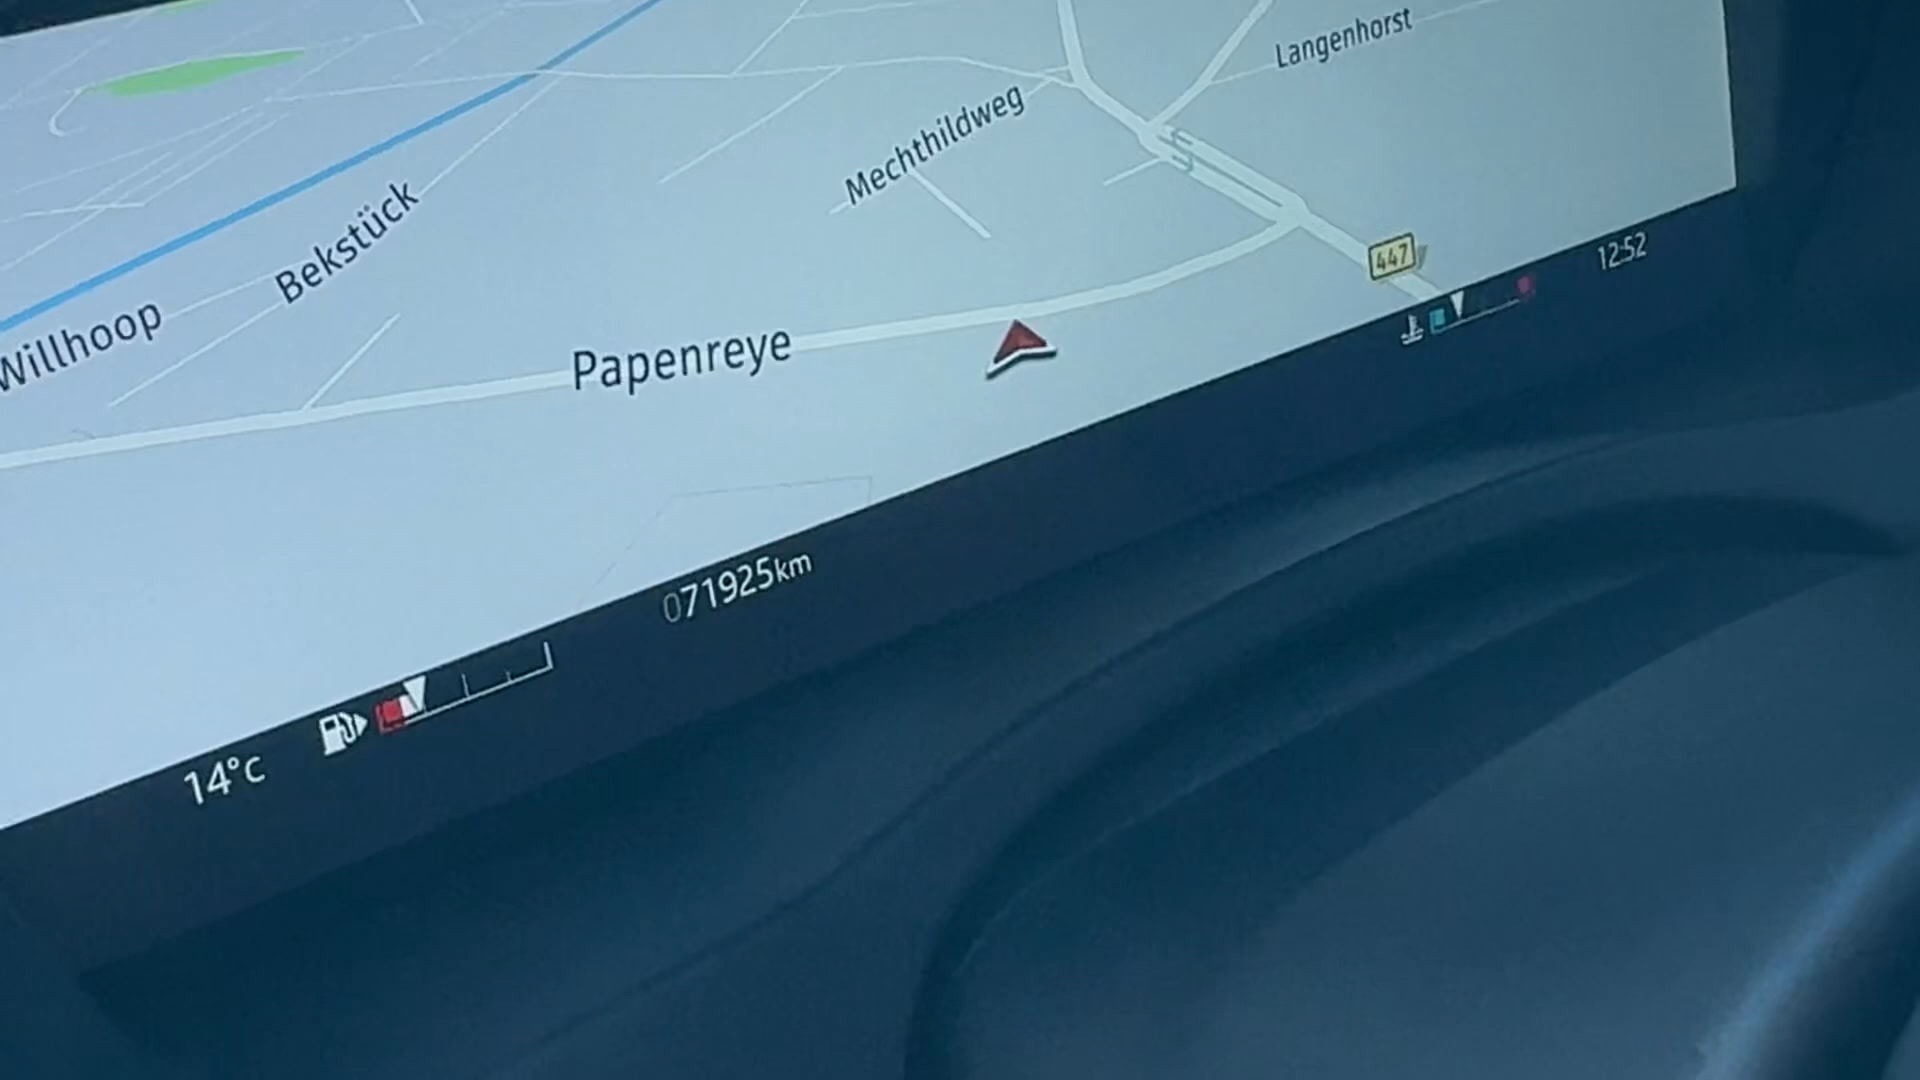 Langenhorst
Mechthildweg
Bekstück
447
12:52
Willhoop
Papenreye
071925km
14°C